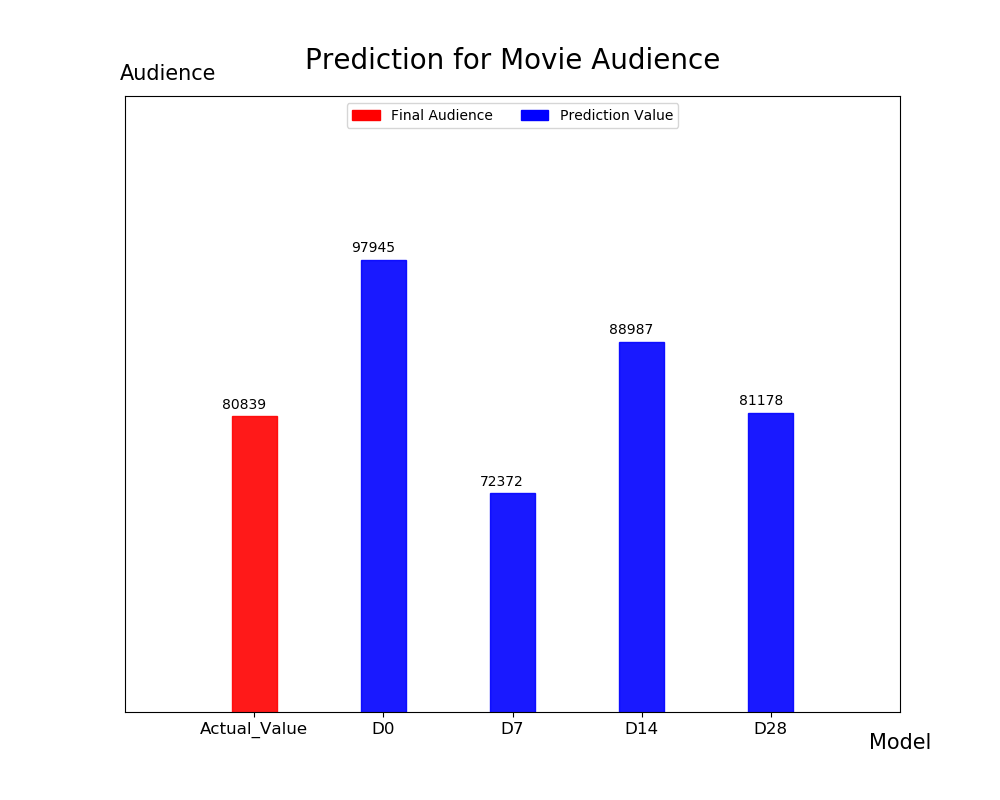 Prediction for Movie Audience
Audience
Final Audience
Prediction Value
97945
88987
81178
80839
72372
Actual_Value
D0
D7
D14
D28
Model